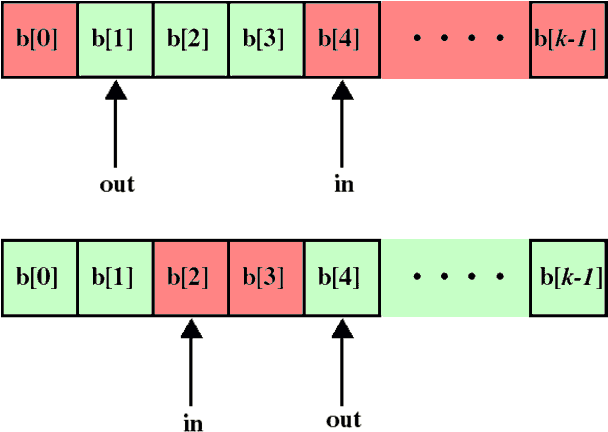 b[0] b[1] b[2] b[3] b[4] • • • • b[k-1]
out in
b[0] b[1] b[2] b[3] b[4] • • • • b[k-1]
in out